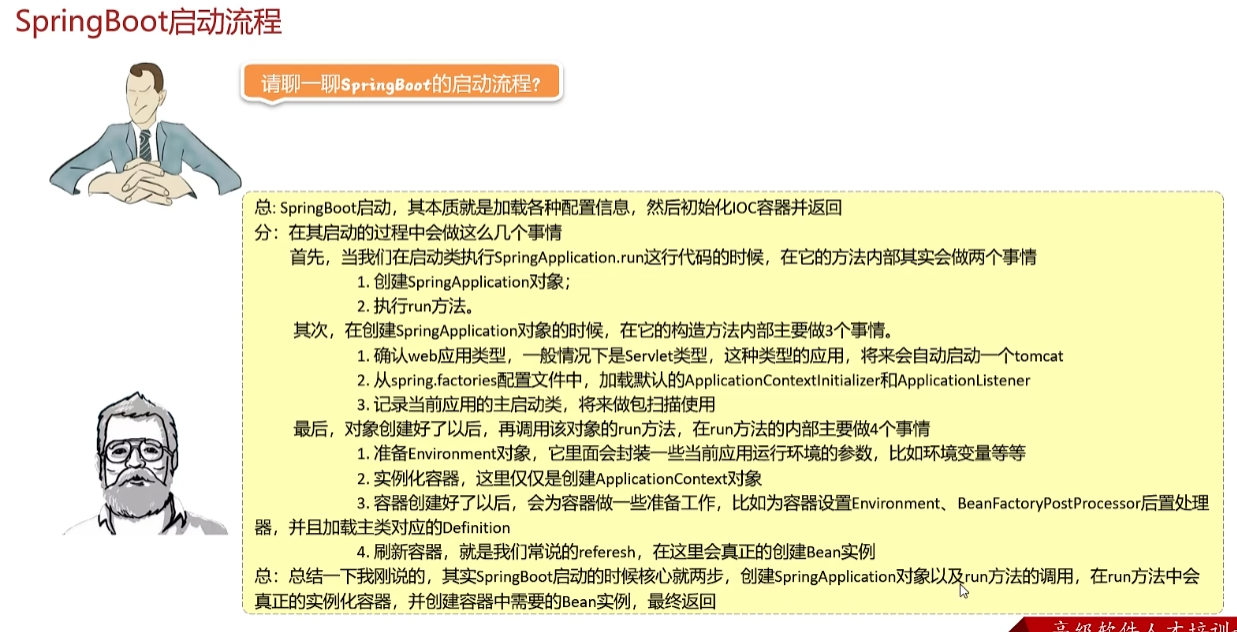 SpringBoot启动流程
请聊一聊SpringBoot的启动流程?
总: SpringBoot启动，其本质就是加载各种配置信息，然后初始化IOC容器并返回
分：在其启动的过程中会做这么几个事情
首先，当我们在启动类执行SpringApplication.run这行代码的时候，在它的方法内部其实会做两个事情
1. 创建SpringApplication对象；
2. 执行run方法。
其次，在创建SpringApplication对象的时候，在它的构造方法内部主要做3个事情。
1. 确认web应用类型，一般情况下是Servlet类型，这种类型的应用，将来会自动启动一个tomcat
2. 从spring.factories配置文件中，加载默认的ApplicationContextInitializer和ApplicationListener
3. 记录当前应用的主启动类，将来做包扫描使用
最后，对象创建好了以后，再调用该对象的run方法，在run方法的内部主要做4个事情
1. 准备Environment对象，它里面会封装一些当前应用运行环境的参数，比如环境变量等等
2. 实例化容器，这里仅仅是创建ApplicationContext对象
3. 容器创建好了以后，会为容器做一些准备工作，比如为容器设置Environment、BeanFactoryPostProcessor后置处理
器，并且加载主类对应的Definition
4. 刷新容器，就是我们常说的referesh，在这里会真正的创建Bean实例
总：总结一下我刚说的，其实SpringBoot启动的时候核心就两步，创建SpringApplication对象以及run方法的调用，在run方法中会
真正的实例化容器，并创建容器中需要的Bean实例，最终返回
高级软件人才培训